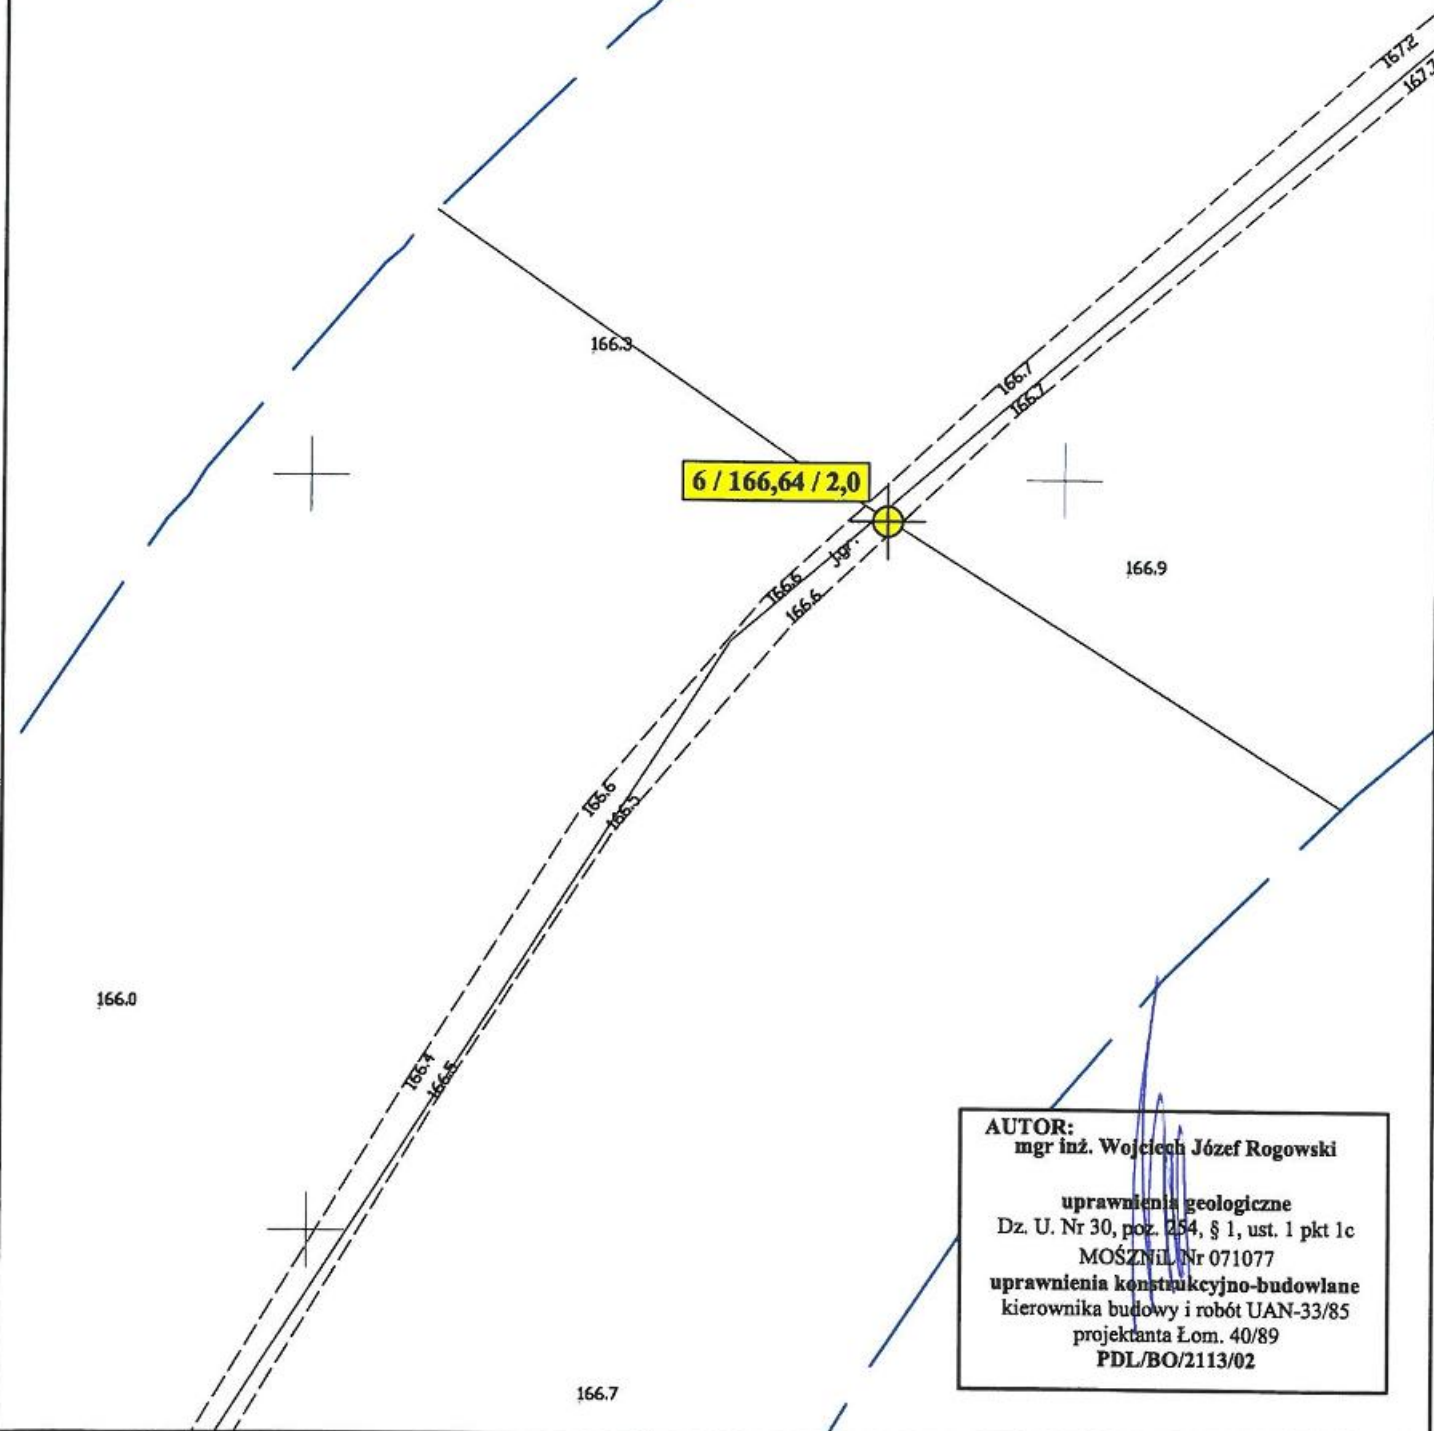 167.2
167.3
166.3
166.7
166.7
6 / 166,64 / 2,0
j.gr.
166.9
166.6
166.6
166.6
166.5
166.0
166.4
166.5
AUTOR:
mgr inż. Wojciech Józef Rogowski
uprawnienia geologiczne
Dz. U. Nr 30, poz. 254, § 1, ust. 1 pkt 1c
MOŚZNiL Nr 071077
uprawnienia konstrukcyjno-budowlane
kierownika budowy i robót UAN-33/85
projektanta Łom. 40/89
PDL/BO/2113/02
166.7